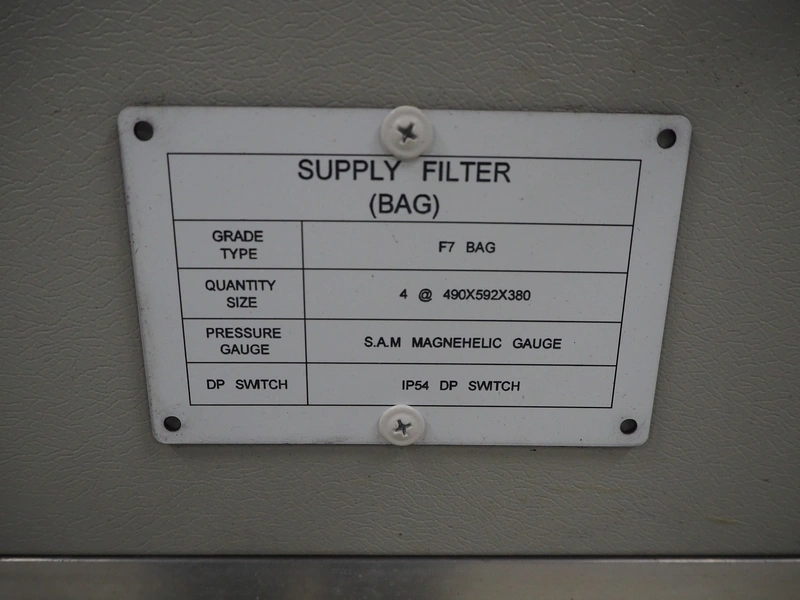 SUPPLY FILTER
(BAG)
GRADE
TYPE
F7 BAG
QUANTITY
SIZE
4 @ 490X592X380
PRESSURE
GAUGE
S.A.M MAGNEHELIC GAUGE
DP SWITCH
IP54 DP SWITCH